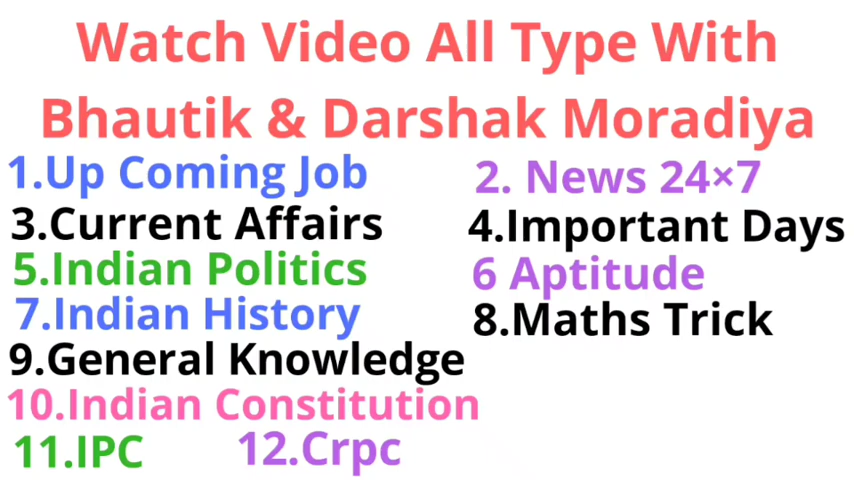 Watch Video All Type With
Bhautik & Darshak Moradiya
1.Up Coming Job 2. News 24×7
3.Current Affairs 4.Important Days
5.Indian Politics 6 Aptitude
7.Indian History 8.Maths Trick
9.General Knowledge
10.Indian Constitution
11.IPC 12.Crpc